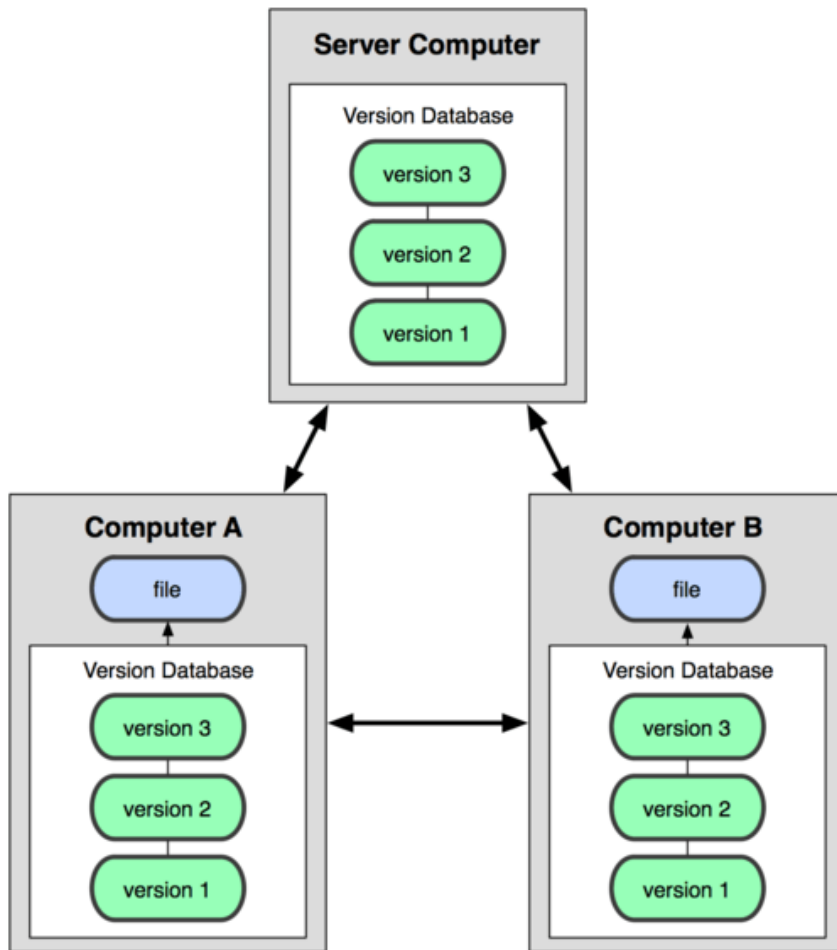 Server Computer
Version Database
version 3
version 2
version 1
Computer A
file
Version Database
version 3
version 2
version 1
Computer B
file
Version Database
version 3
version 2
version 1